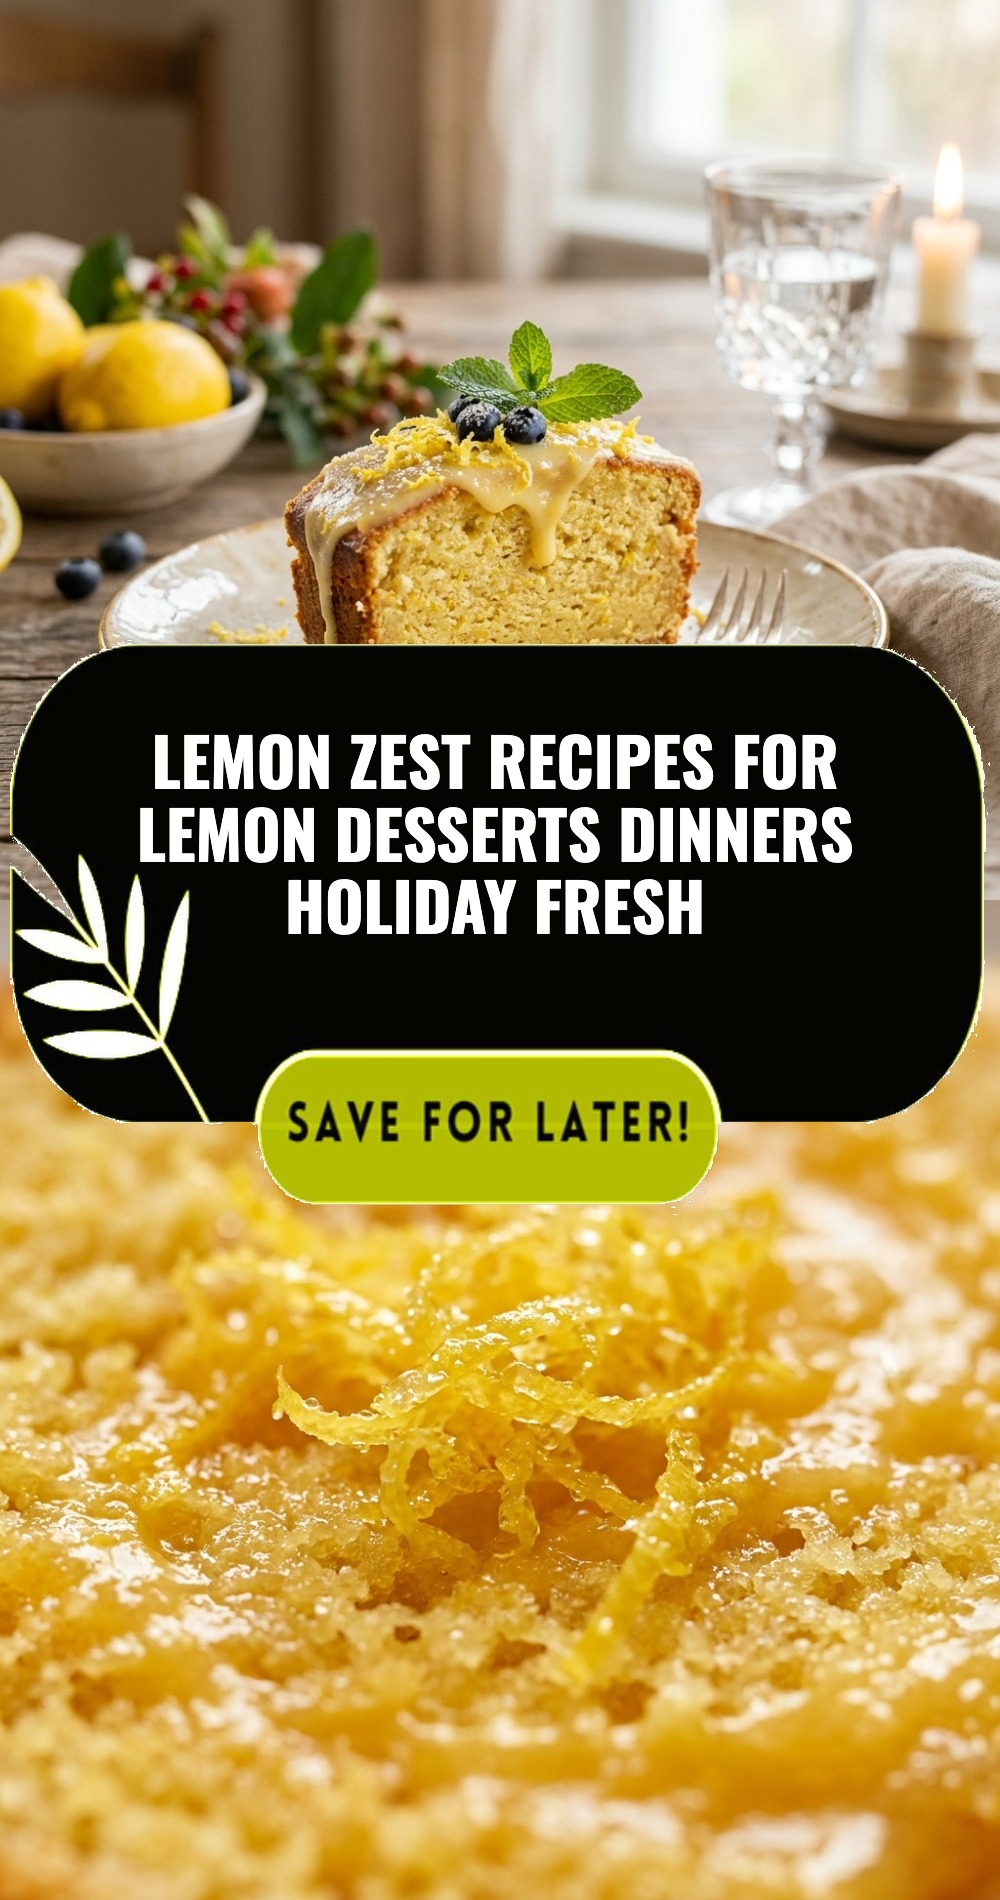 LEMON ZEST RECIPES FOR
LEMON DESSERTS DINNERS
HOLIDAY FRESH
SAVE FOR LATER!